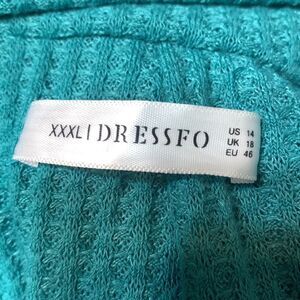 XXXL | DRESSFO
US 14
UK 18
EU 46